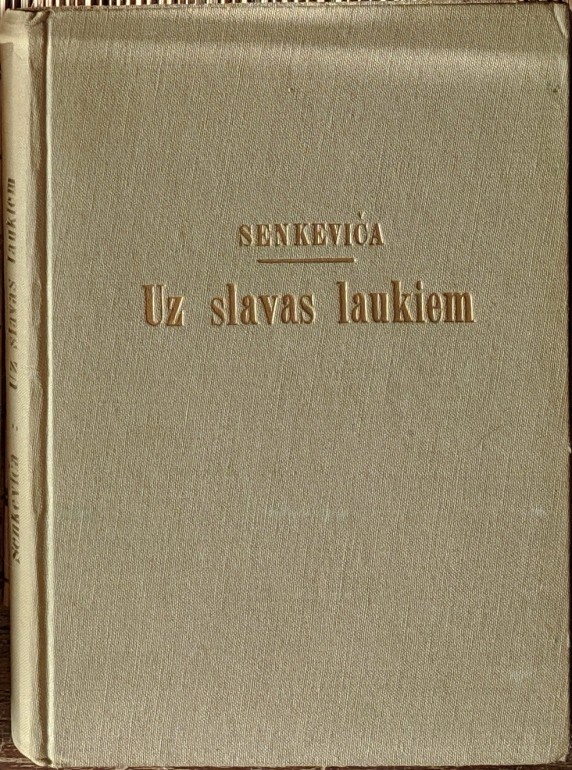 SENKEVIČA
Uz slavas laukiem
Senkeviča : Uz slavas laukiem